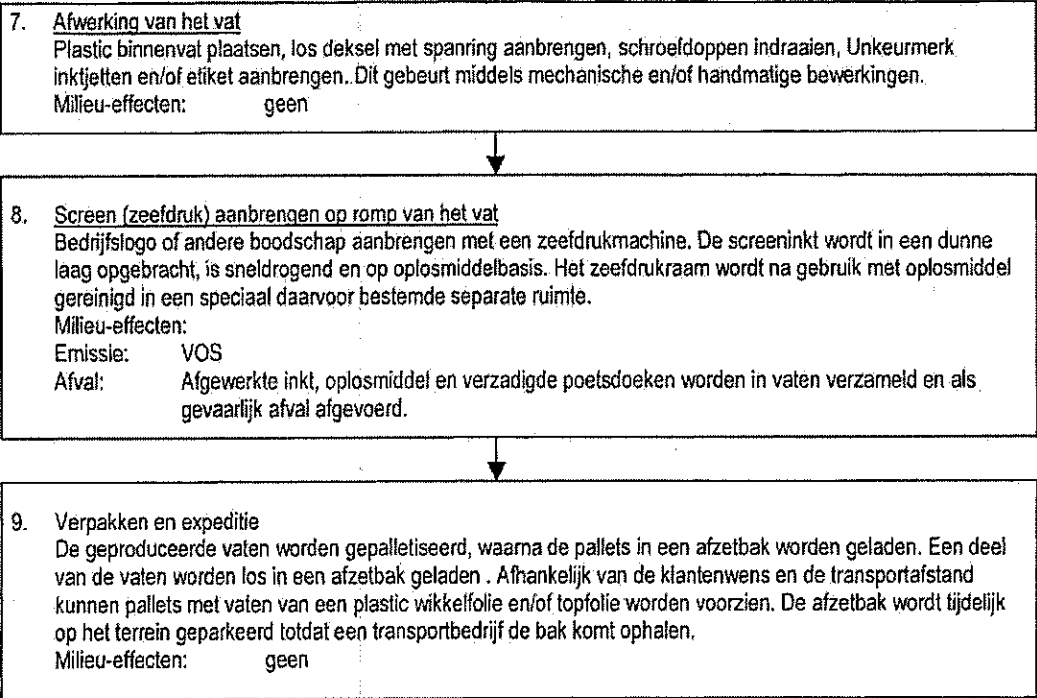 7. Afwerking van het vat
Plastic binnenvat plaatsen, los deksel met spanring aanbrengen, schroefdoppen indraaien, Unkeurmerk
inktjetten en/of etiket aanbrengen. Dit gebeurt middels mechanische en/of handmatige bewerkingen.
Milieu-effecten: geen
8. Screen (zeefdruk) aanbrengen op romp van het vat
Bedrijfslogo of andere boodschap aanbrengen met een zeefdrukmachine. De screeninkt wordt in een dunne
laag opgebracht, is sneldrogend en op oplosmiddelbasis. Het zeefdrukraam wordt na gebruik met oplosmiddel
gereinigd in een speciaal daarvoor bestemde separate ruimte.
Milieu-effecten:
Emissie: VOS
Afval: Afgewerkte inkt, oplosmiddel en verzadigde poetsdoeken worden in vaten verzameld en als
gevaarlijk afval afgevoerd.
9. Verpakken en expeditie
De geproduceerde vaten worden gepalletiseerd, waarna de pallets in een afzetbak worden geladen. Een deel
van de vaten worden los in een afzetbak geladen . Afhankelijk van de klantenwens en de transportafstand
kunnen pallets met vaten van een plastic wikkelfolie en/of topfolie worden voorzien. De afzetbak wordt tijdelijk
op het terrein geparkeerd totdat een transportbedrijf de bak komt ophalen.
Milieu-effecten: geen